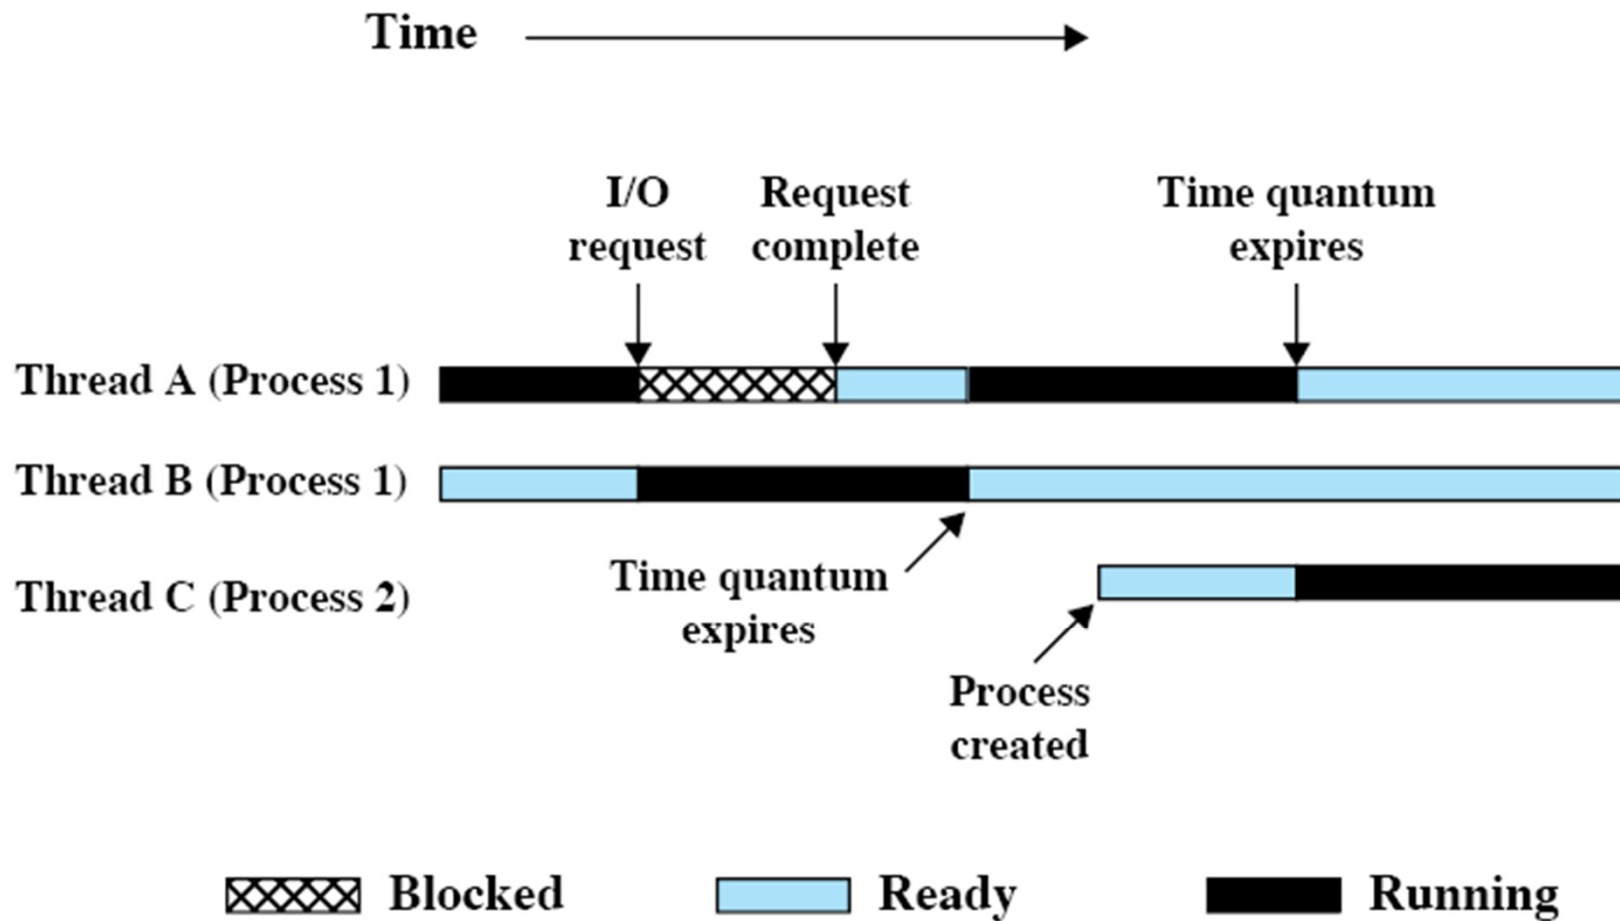 Time
I/O
request
Request
complete
Time quantum
expires
Thread A (Process 1)
Thread B (Process 1)
Thread C (Process 2)
Time quantum
expires
Process
created
Blocked
Ready
Running